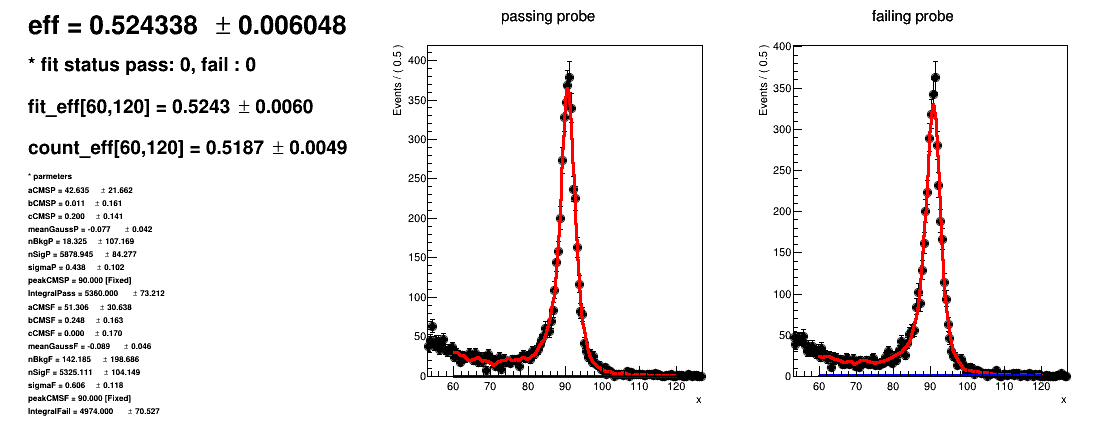 eff = 0.524338 ± 0.006048
* fit status pass: 0, fail : 0
fit_eff[60,120] = 0.5243 ± 0.0060
count_eff[60,120] = 0.5187 ± 0.0049
* parmeters
aCMSP = 42.635 ± 21.662
bCMSP = 0.011 ± 0.161
cCMSP = 0.200 ± 0.141
meanGaussP = -0.077 ± 0.042
nBkgP = 18.325 ± 107.169
nSigP = 5878.945 ± 84.277
sigmaP = 0.438 ± 0.102
peakCMSP = 90.000 [Fixed]
IntegralPass = 5360.000 ± 73.212
aCMSF = 51.306 ± 30.638
bCMSF = 0.248 ± 0.163
cCMSF = 0.000 ± 0.170
meanGaussF = -0.089 ± 0.046
nBkgF = 142.185 ± 198.686
nSigF = 5325.111 ± 104.149
sigmaF = 0.606 ± 0.118
peakCMSF = 90.000 [Fixed]
IntegralFail = 4974.000 ± 70.527
passing probe
Events / ( 0.5 )
400
350
300
250
200
150
100
50
0
60 70 80 90 100 110 120
x
failing probe
Events / ( 0.5 )
400
350
300
250
200
150
100
50
0
60 70 80 90 100 110 120
x